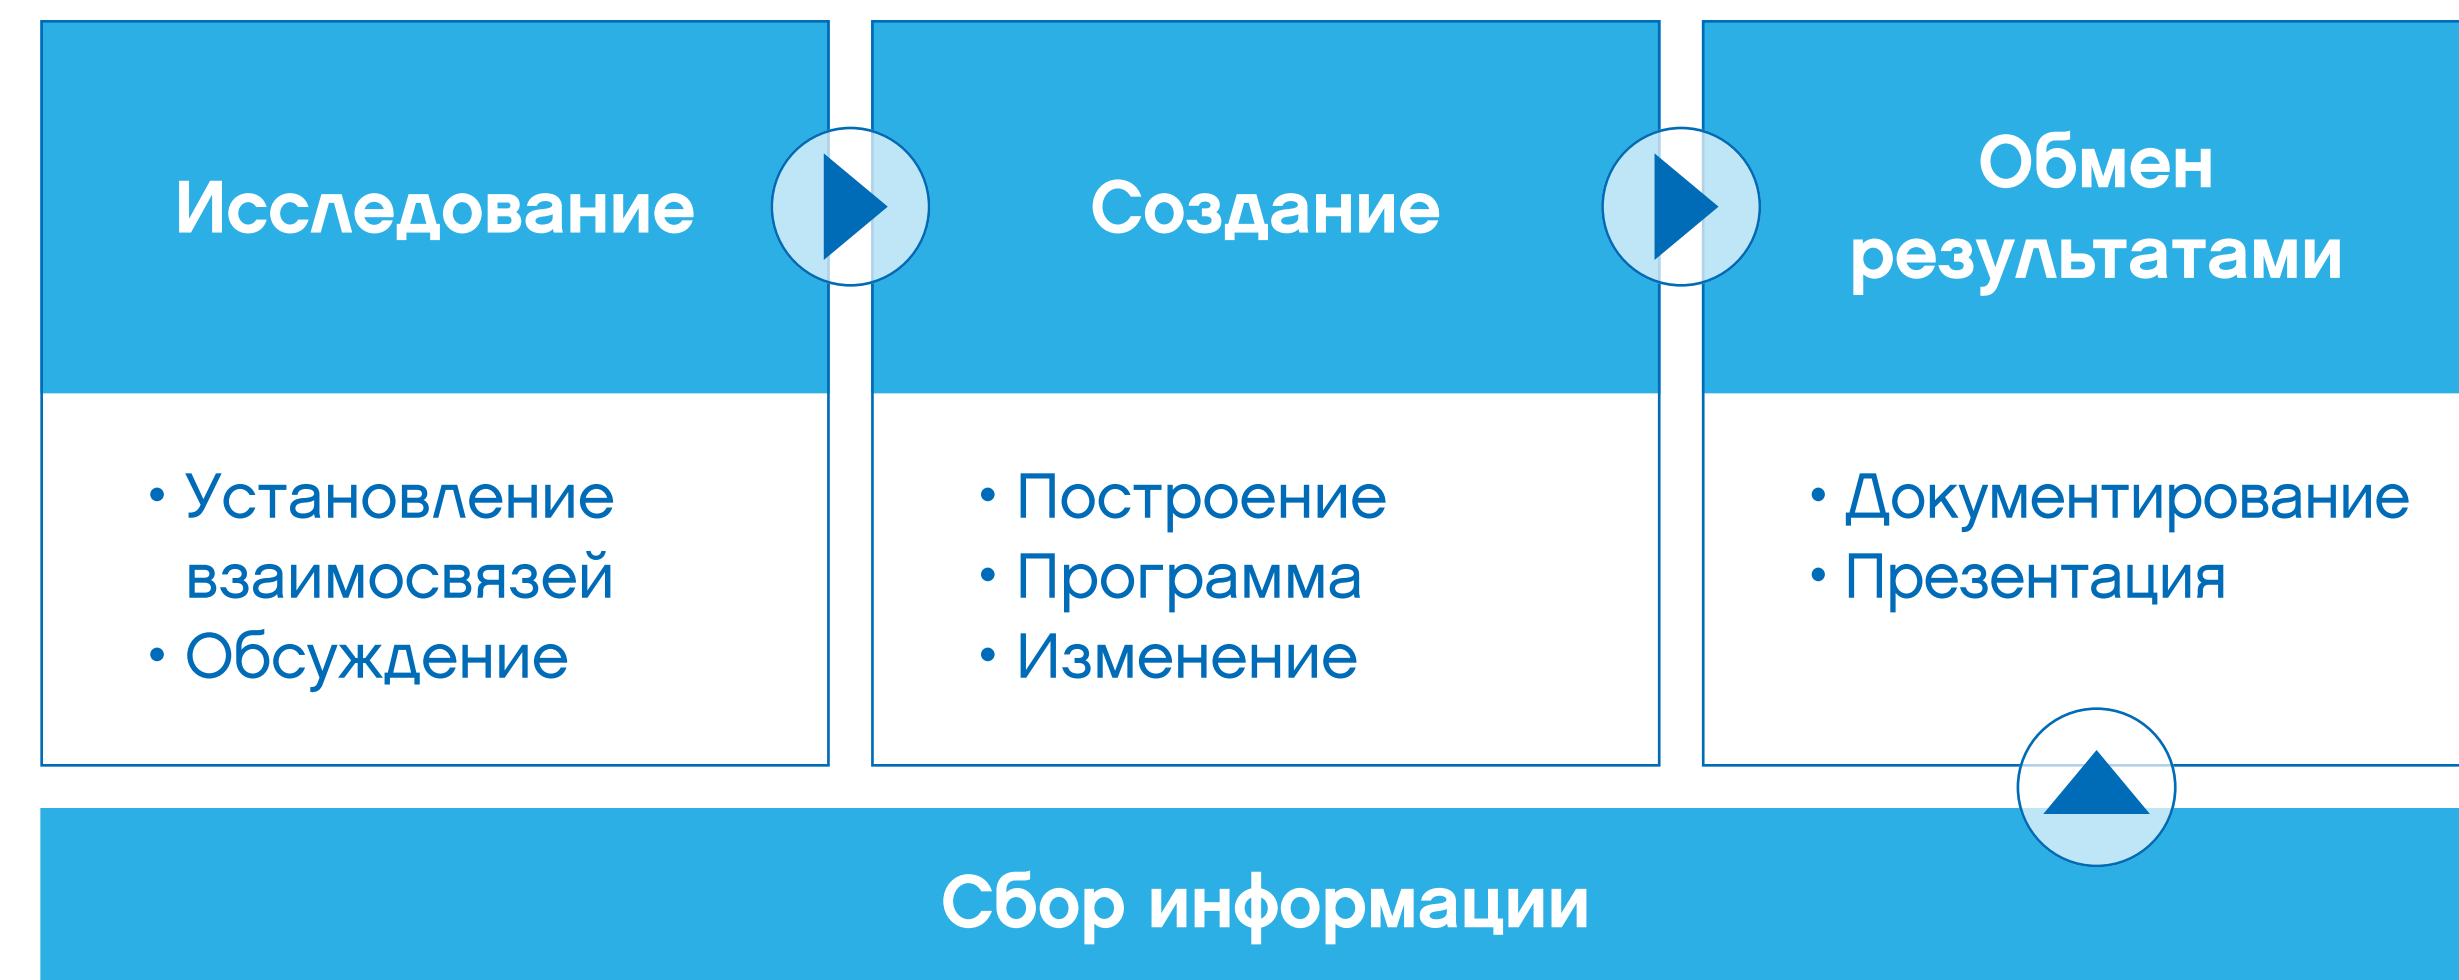 Исследование
Создание
Обмен
результатами
• Установление
взаимосвязей
• Обсуждение
• Построение
• Программа
• Изменение
• Документирование
• Презентация
Сбор информации